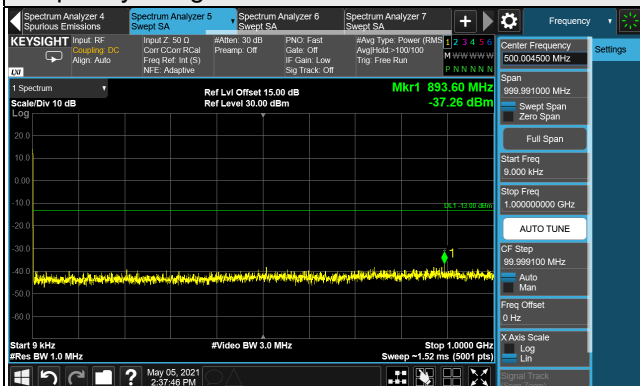 Spectrum Analyzer 4
Spurious Emissions
Spectrum Analyzer 5
Swept SA
Spectrum Analyzer 6
Swept SA
Spectrum Analyzer 7
Swept SA
Frequency
KEYSIGHT
Input: RF
Coupling: DC
Align: Auto
Input Z: 50 Ω
Corr CCorr RCal
Freq Ref: Int (S)
NFE: Adaptive
#Atten: 30 dB
Preamp: Off
PNO: Fast
Gate: Off
IF Gain: Low
Sig Track: Off
#Avg Type: Power (RMS
Avg|Hold:>100/100
Trig: Free Run
1 2 3 4 5 6
M W W W W W
P N N N N N
LXI
1 Spectrum
Scale/Div 10 dB
Log
Ref Lvl Offset 15.00 dB
Ref Level 30.00 dBm
Mkr1 893.60 MHz
-37.26 dBm
20.0
10.0
0.00
-10.0
DL1 -13.00 dBm
-20.0
-30.0
1
-40.0
-50.0
-60.0
Start 9 kHz
#Res BW 1.0 MHz
#Video BW 3.0 MHz
Stop 1.0000 GHz
Sweep ~1.52 ms (5001 pts)
May 05, 2021
2:37:46 PM
Center Frequency
500.004500 MHz
Settings
Span
999.991000 MHz
Swept Span
Zero Span
Full Span
Start Freq
9.000 kHz
Stop Freq
1.000000000 GHz
AUTO TUNE
CF Step
99.999100 MHz
Auto
Man
Freq Offset
0 Hz
X Axis Scale
Log
Lin
Signal Track